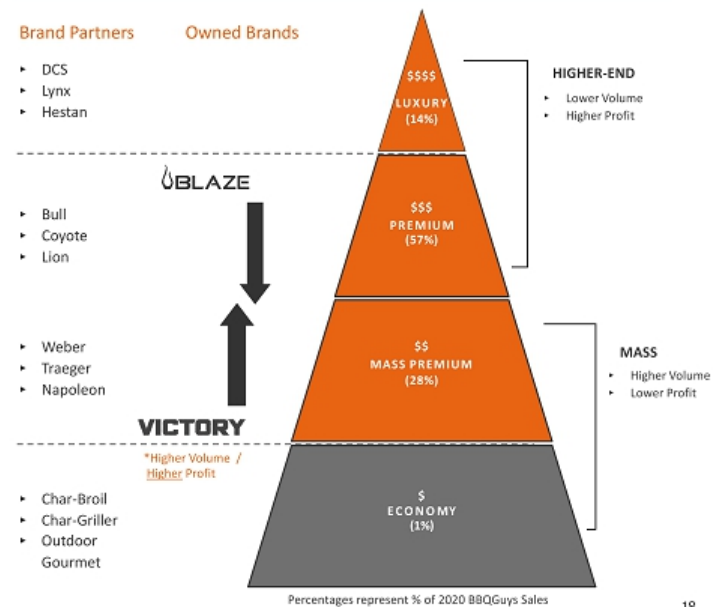 Brand Partners
Owned Brands
‣ DCS
‣ Lynx
‣ Hestan
$$$$
LUXURY
(14%)
HIGHER-END
‣ Lower Volume
‣ Higher Profit
BLAZE
‣ Bull
‣ Coyote
‣ Lion
$$$
PREMIUM
(57%)
‣ Weber
‣ Traeger
‣ Napoleon
$$
MASS PREMIUM
(28%)
MASS
‣ Higher Volume
‣ Lower Profit
VICTORY
*Higher Volume /
Higher Profit
‣ Char-Broil
‣ Char-Griller
‣ Outdoor
Gourmet
$
ECONOMY
(1%)
Percentages represent % of 2020 BBQGuys Sales
18